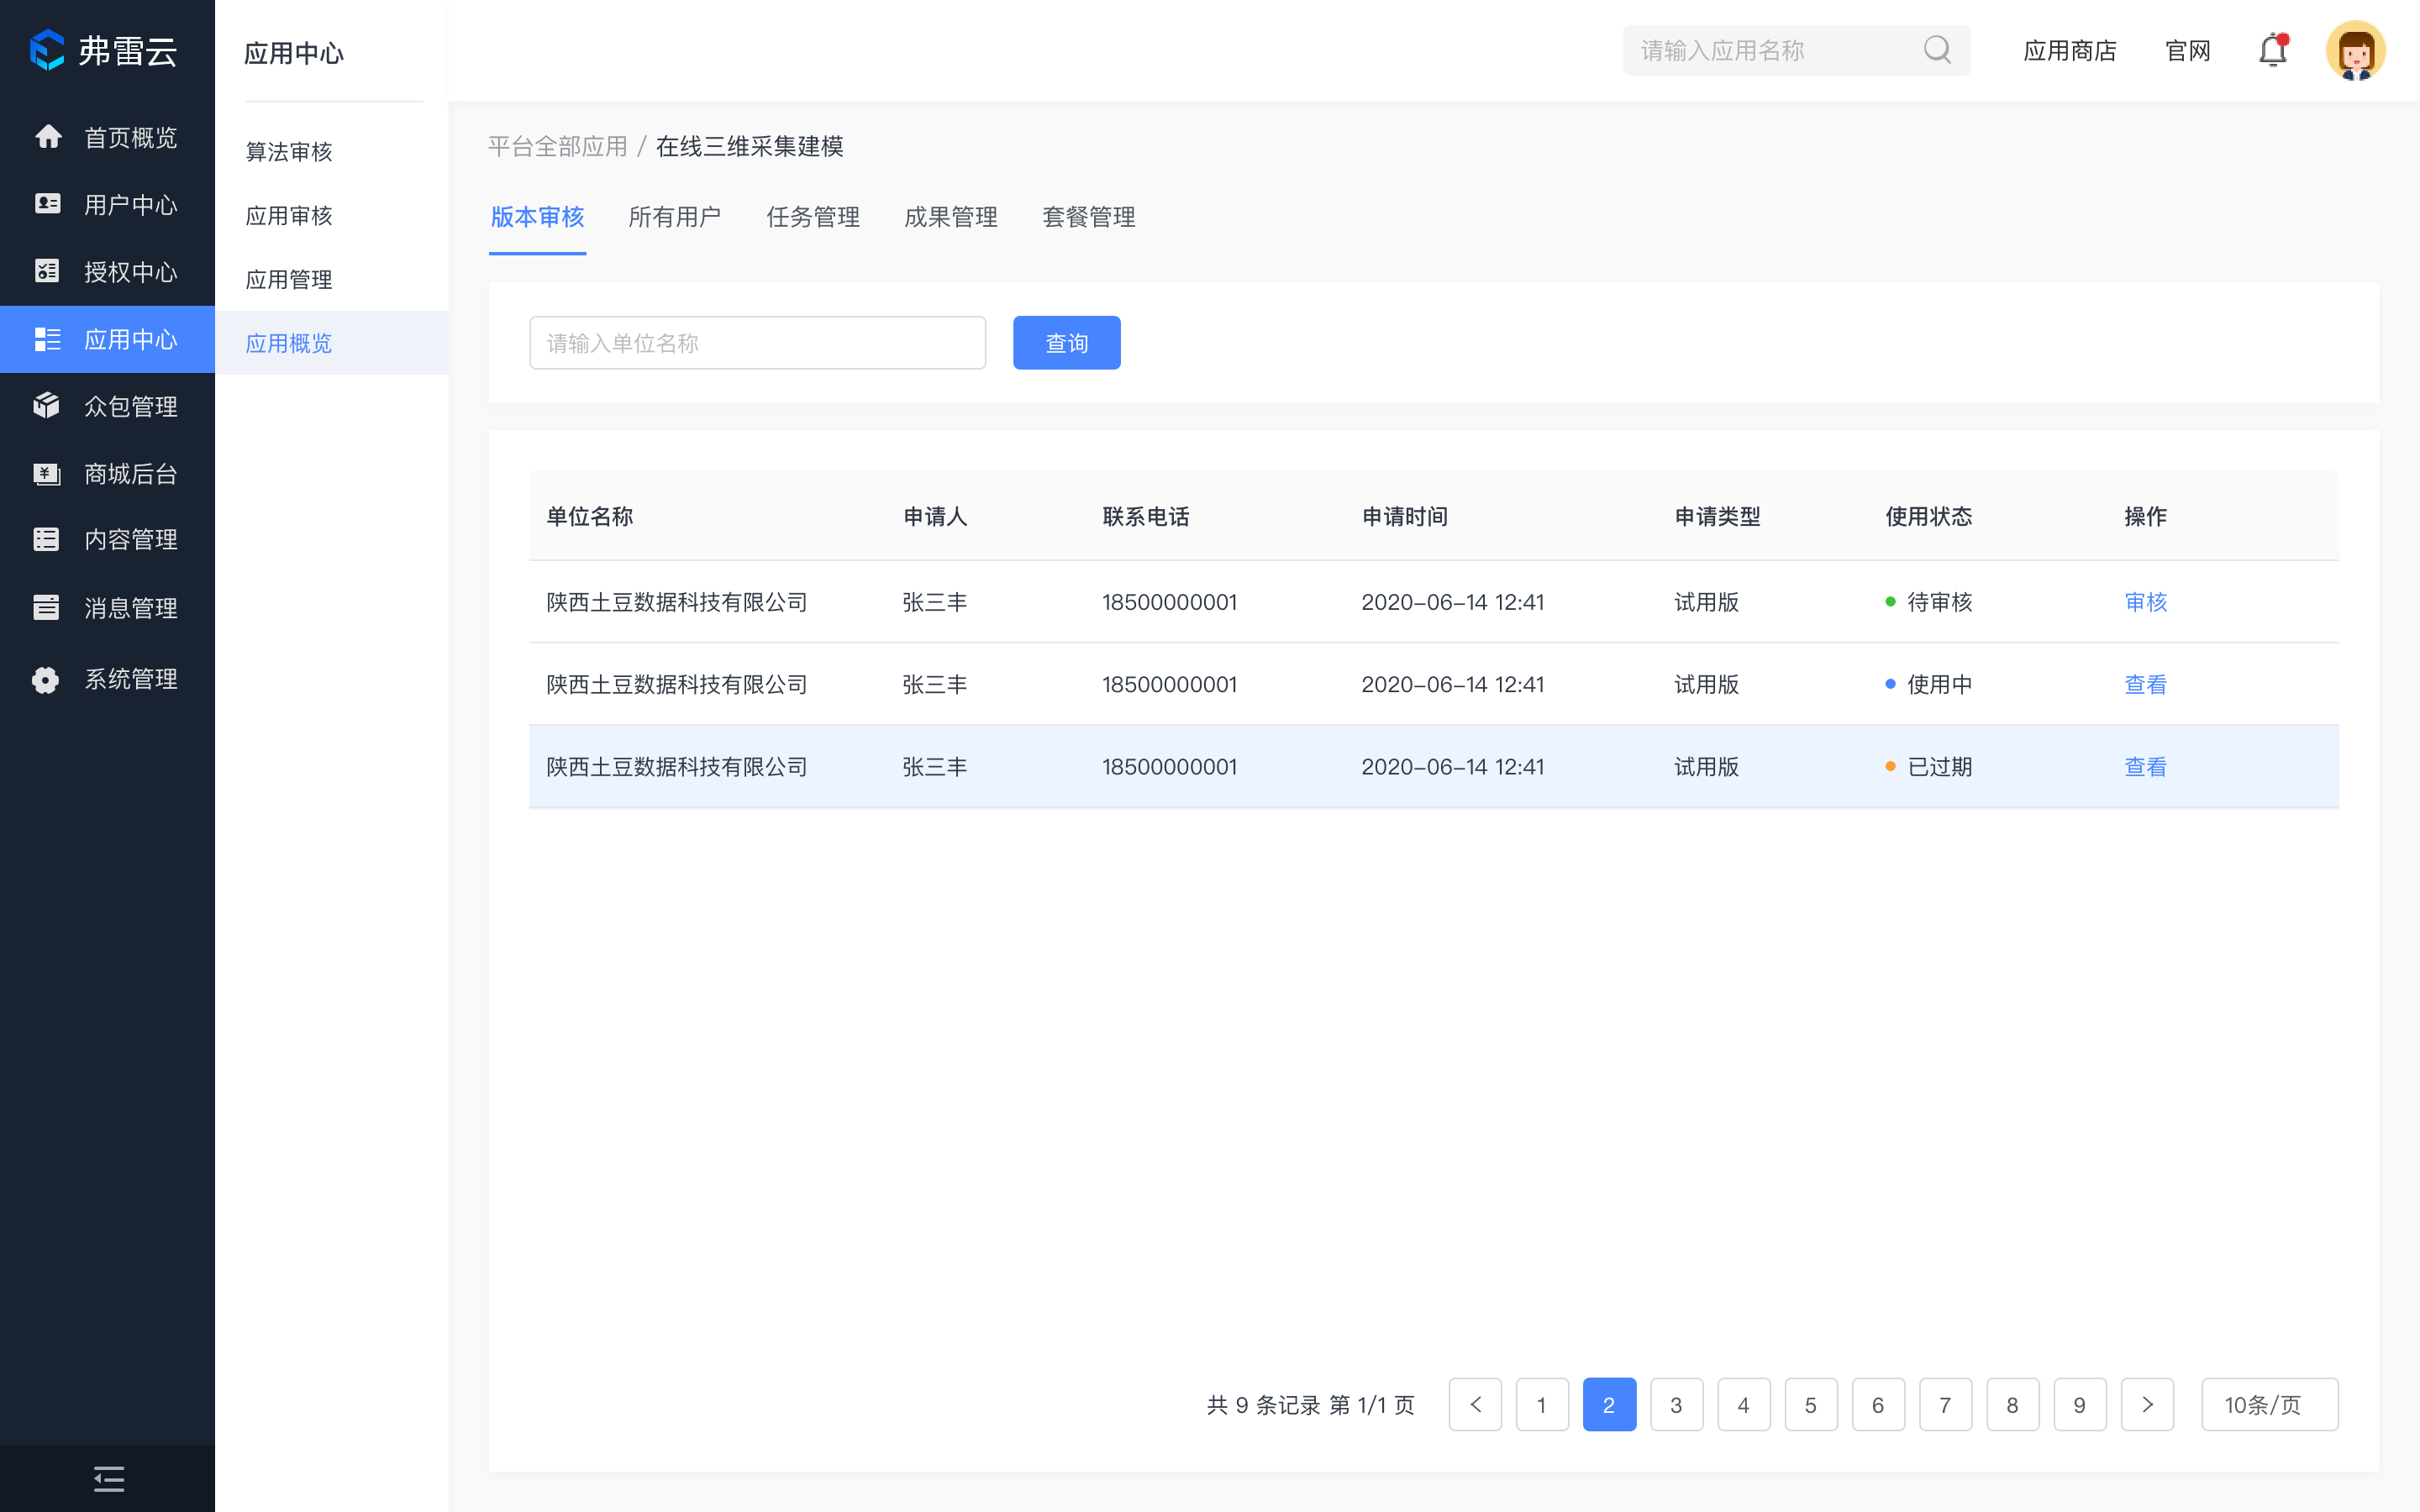 弗雷云
首页概览
用户中心
授权中心
应用中心
众包管理
商城后台
内容管理
消息管理
系统管理
应用中心
算法审核
应用审核
应用管理
应用概览
请输入应用名称 应用商店 官网
平台全部应用 / 在线三维采集建模
版本审核 所有用户 任务管理 成果管理 套餐管理
请输入单位名称 查询
单位名称 申请人 联系电话 申请时间 申请类型 使用状态 操作
陕西土豆数据科技有限公司 张三丰 18500000001 2020-06-14 12:41 试用版 待审核 审核
陕西土豆数据科技有限公司 张三丰 18500000001 2020-06-14 12:41 试用版 使用中 查看
陕西土豆数据科技有限公司 张三丰 18500000001 2020-06-14 12:41 试用版 已过期 查看
共 9 条记录 第 1/1 页 < 1 2 3 4 5 6 7 8 9 > 10条/页